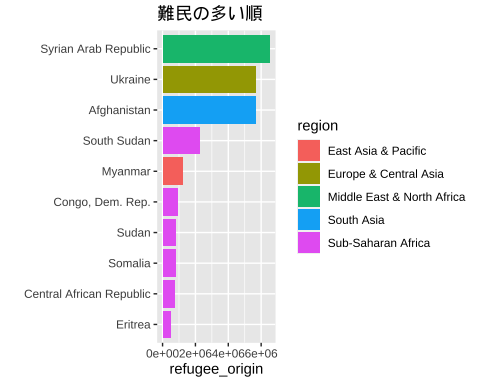 難民の多い順
Syrian Arab Republic
Ukraine
Afghanistan
South Sudan
Myanmar
Congo, Dem. Rep.
Sudan
Somalia
Central African Republic
Eritrea
0e+002e+064e+066e+06
refugee_origin
region
East Asia & Pacific
Europe & Central Asia
Middle East & North Africa
South Asia
Sub-Saharan Africa